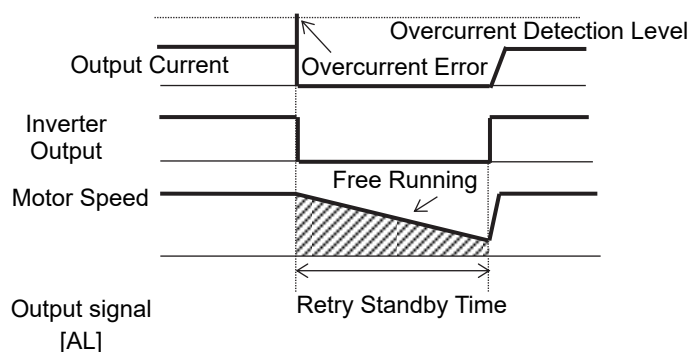 Overcurrent Detection Level
Output Current
Overcurrent Error
Inverter
Output
Free Running
Motor Speed
Retry Standby Time
Output signal
[AL]